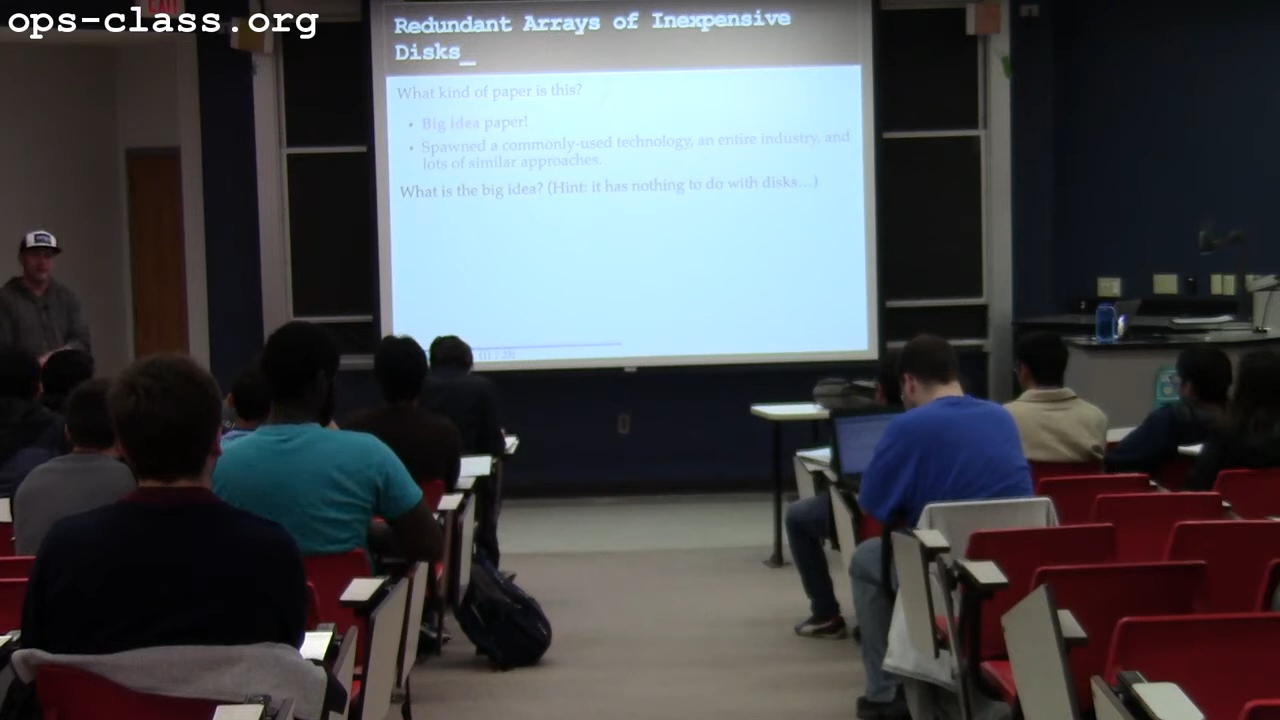 EXIT
ops-class.org
Redundant Arrays of Inexpensive
Disks_
What kind of paper is this?
• Big idea paper!
• Spawned a commonly-used technology, an entire industry, and
lots of similar approaches.
What is the big idea? (Hint: it has nothing to do with disks...)